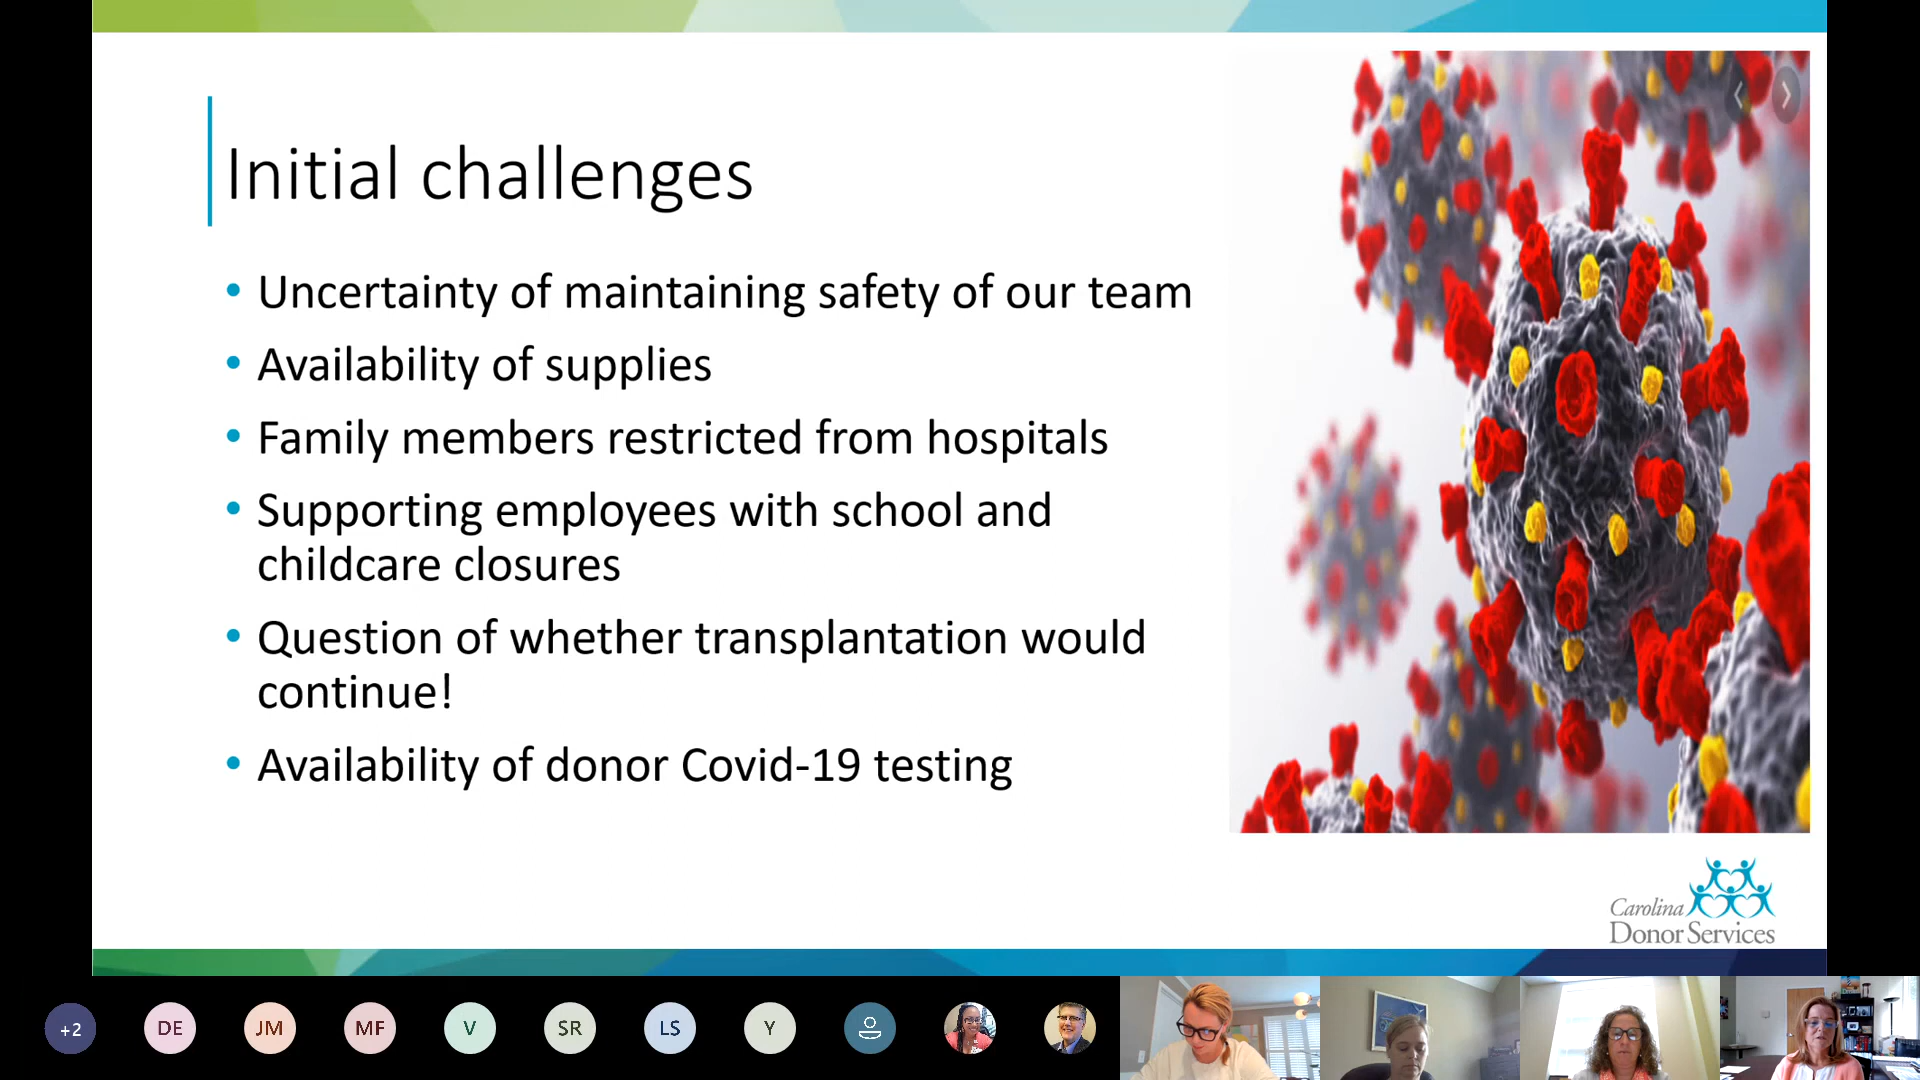 Initial challenges
• Uncertainty of maintaining safety of our team
• Availability of supplies
• Family members restricted from hospitals
• Supporting employees with school and
childcare closures
• Question of whether transplantation would
continue!
• Availability of donor Covid-19 testing
Carolina
Donor Services
+2
DE
JM
MF
V
SR
LS
Y